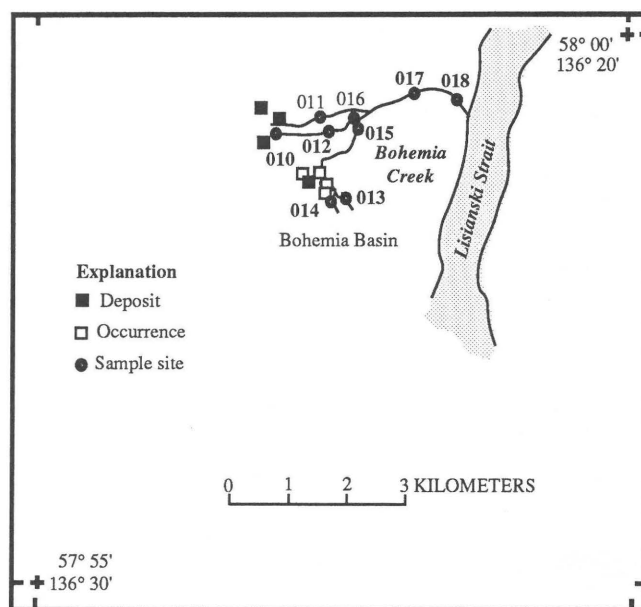 58° 00'
136° 20'
017
018
011
016
015
012
010
Bohemia
Creek
013
014
Bohemia Basin
Lisianski Strait
Explanation
Deposit
Occurrence
Sample site
0 1 2 3 KILOMETERS
57° 55'
136° 30'